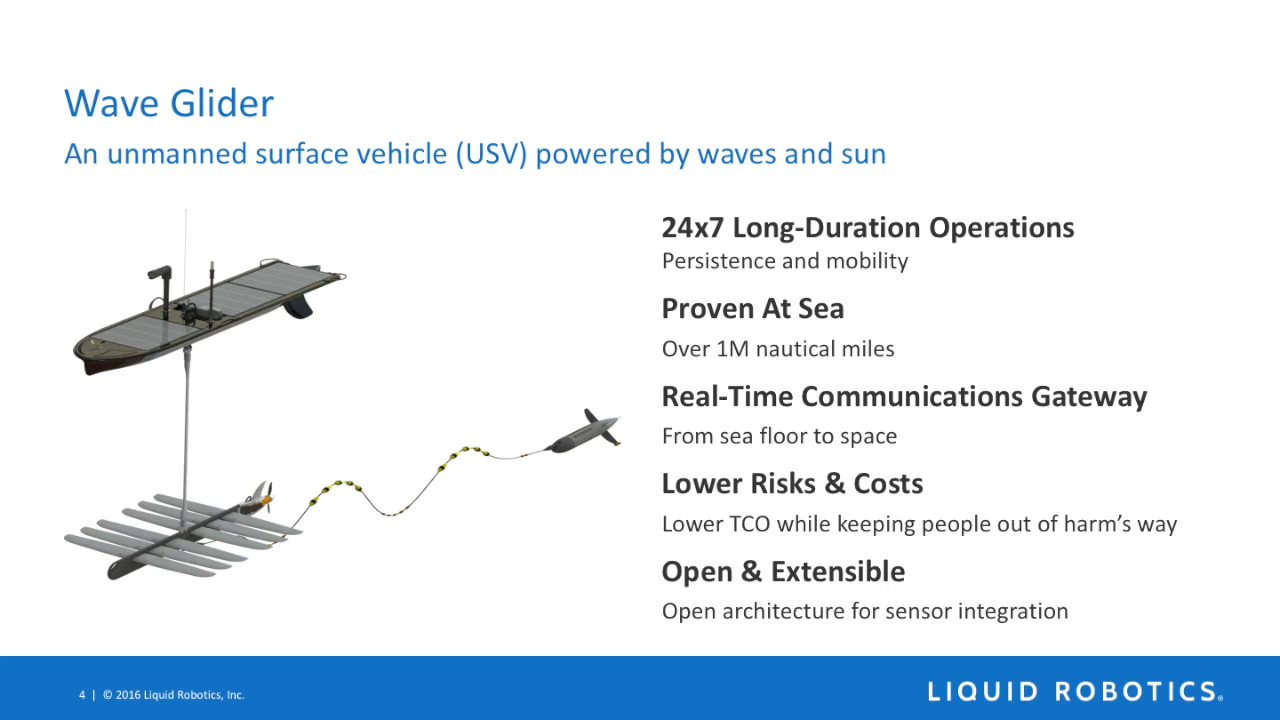 Wave Glider
An unmanned surface vehicle (USV) powered by waves and sun
24x7 Long-Duration Operations
Persistence and mobility
Proven At Sea
Over 1M nautical miles
Real-Time Communications Gateway
From sea floor to space
Lower Risks & Costs
Lower TCO while keeping people out of harm’s way
Open & Extensible
Open architecture for sensor integration
4 | © 2016 Liquid Robotics, Inc.
LIQUID ROBOTICS®